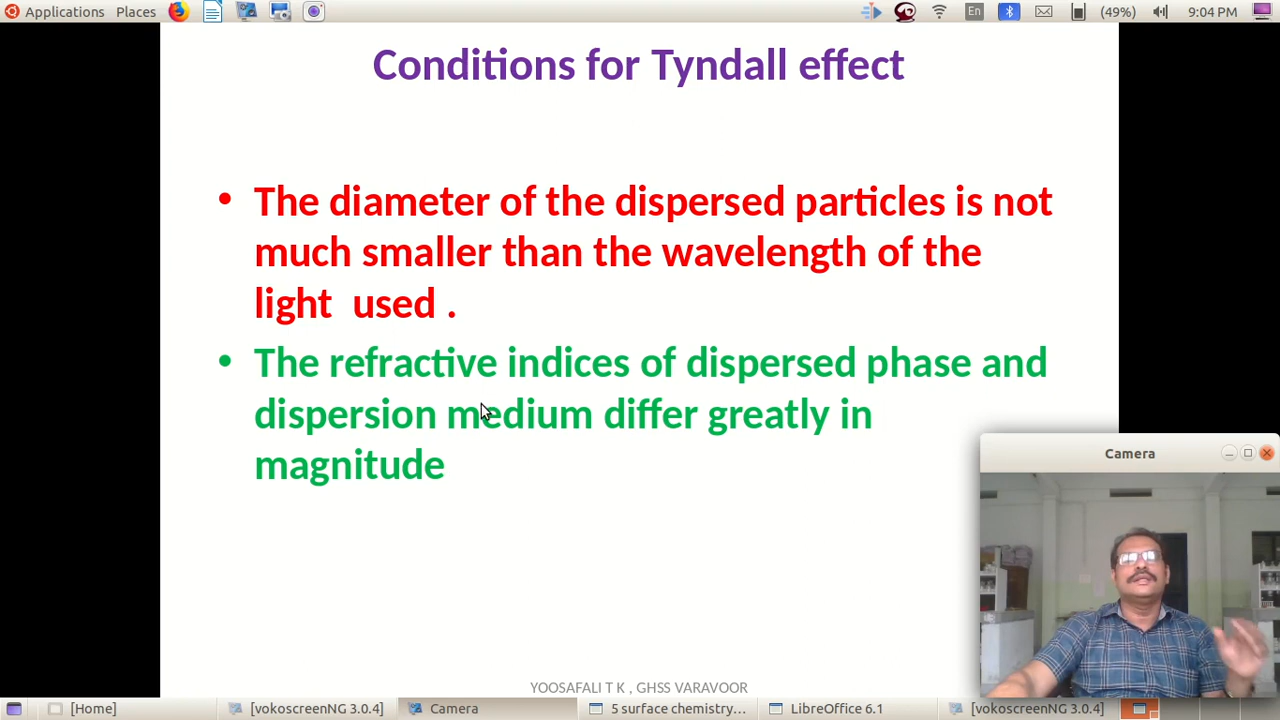 Applications Places En (49%) 9:04 PM
Conditions for Tyndall effect
• The diameter of the dispersed particles is not
much smaller than the wavelength of the
light used .
• The refractive indices of dispersed phase and
dispersion medium differ greatly in
magnitude
Camera
YOOSAFALI T K , GHSS VARAVOOR
[Home] [vokoscreenNG 3.0.4] Camera 5 surface chemistry... LibreOffice 6.1 [vokoscreenNG 3.0.4]